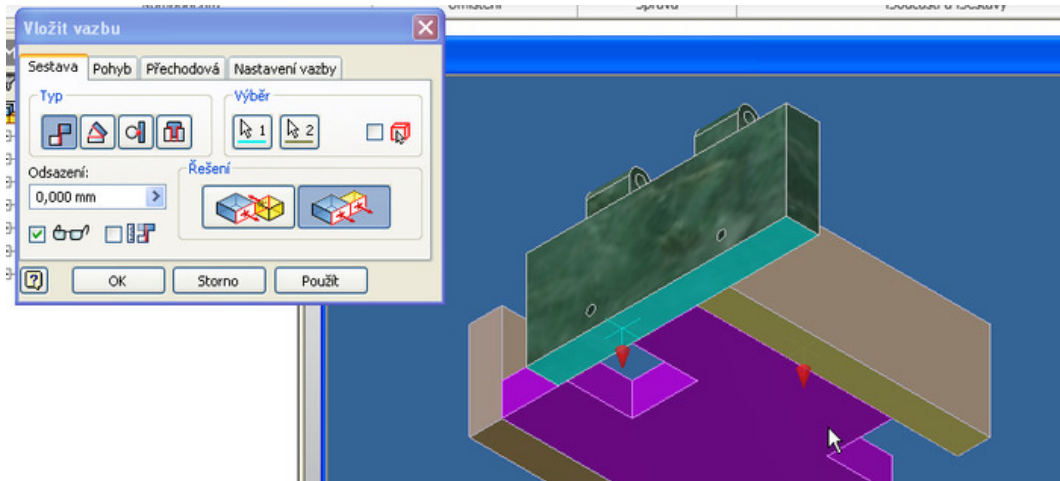 Umístění
Správa
Vložit vazbu
Sestava Pohyb Přechodová Nastavení vazby
Typ
Výběr
1 2
Odsazení:
Řešení
0,000 mm
OK Storno Použít